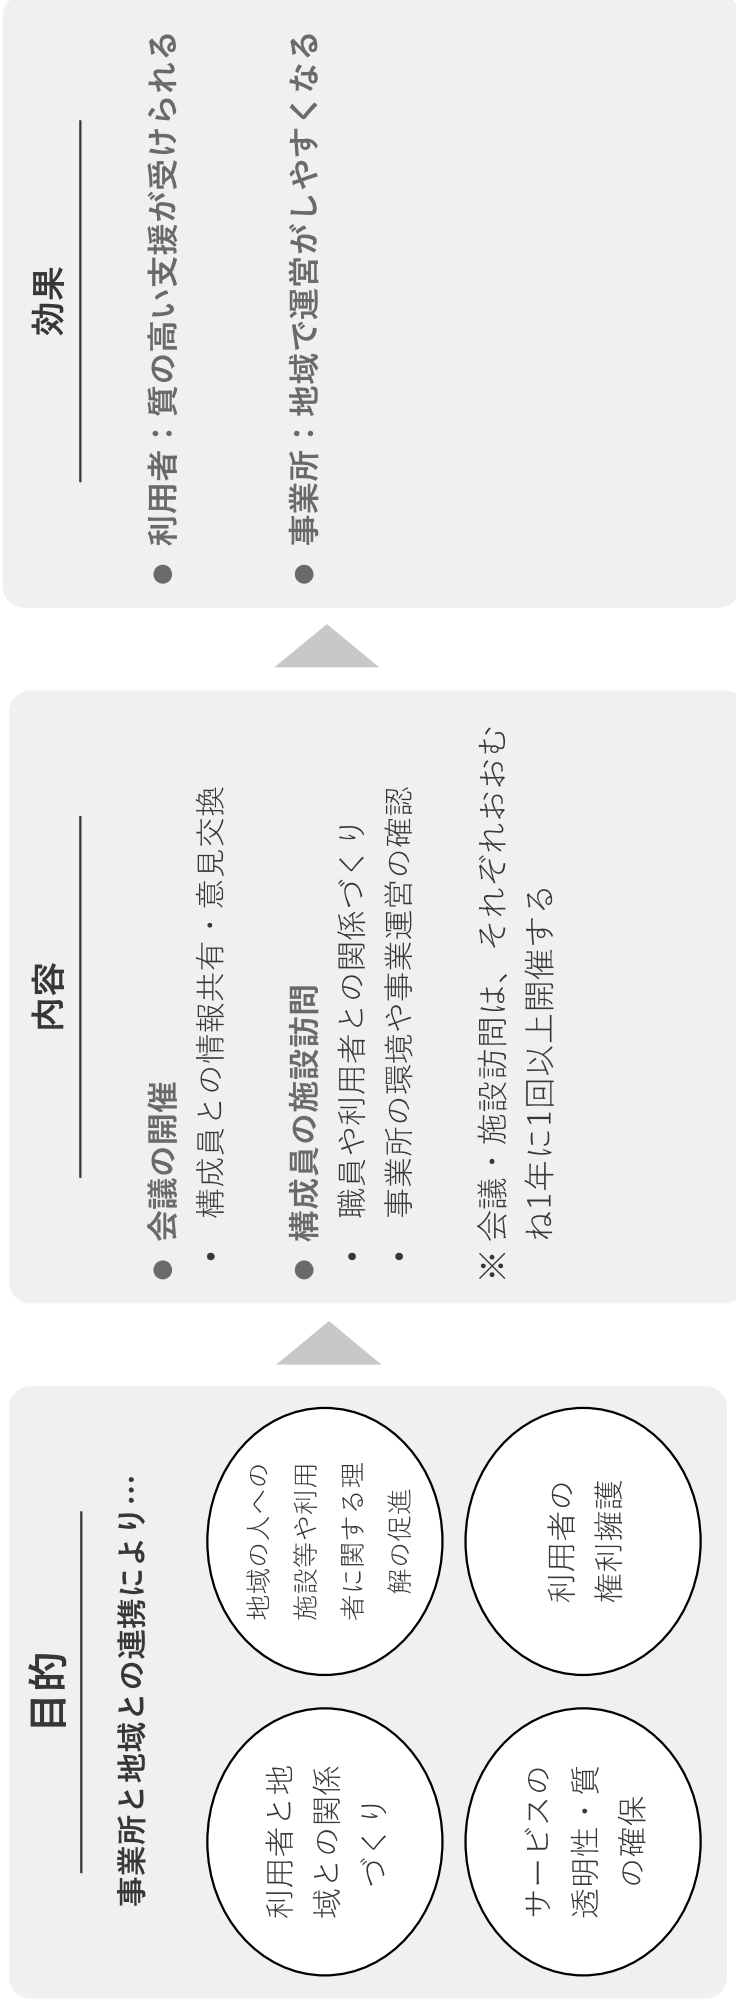 目的
事業所と地域との連携により…
利用者と地
域との関係
づくり
地域の人への
施設等や利用
者に関する理
解の促進
サービスの
透明性・質
の確保
利用者の
権利擁護
内容
● 会議の開催
・ 構成員との情報共有・意見交換
● 構成員の施設訪問
・ 職員や利用者との関係づくり
・ 事業所の環境や事業運営の確認
※ 会議・施設訪問は、それぞれおおむ
ね1年に1回以上開催する
効果
● 利用者：質の高い支援が受けられる
● 事業所：地域で運営がしやすくなる